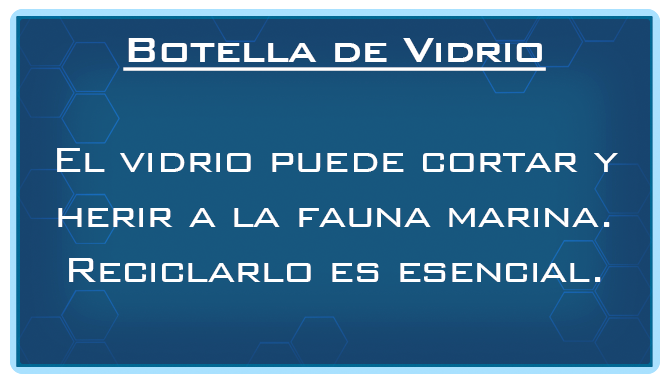 Botella de Vidrio
El vidrio puede cortar y
herir a la fauna marina.
Reciclarlo es esencial.